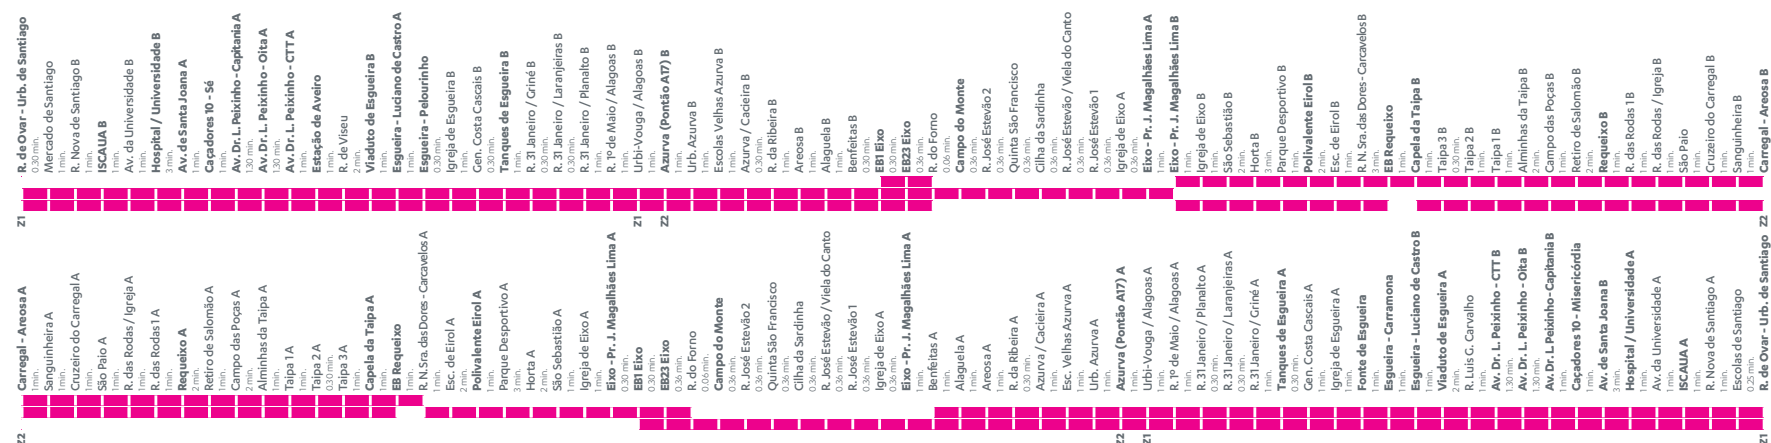 R. de Ovar - Urb. de Santiago
0.30 min.
Mercado de Santiago
1 min.
R. Nova de Santiago B
1 min.
ISCAUA B
1 min.
Av. da Universidade B
1 min.
Hospital / Universidade B
3 min.
Av. de Santa Joana A
1 min.
Caçadores 10 - Sé
1 min.
Av. Dr. L. Peixinho - Capitania A
1.30 min.
Av. Dr. L. Peixinho - Oita A
1.30 min.
Av. Dr. L. Peixinho - CTT A
1 min.
Estação de Aveiro
1 min.
R. de Viseu
2 min.
Viaduto de Esgueira B
1 min.
Esgueira - Luciano de Castro A
1 min.
Esgueira - Pelourinho
0.30 min.
Igreja de Esgueira B
1 min.
Gen. Costa Cascais B
0.30 min.
Tanques de Esgueira B
1 min.
R. 31 Janeiro / Griné B
0.30 min.
R. 31 Janeiro / Laranjeiras B
1 min.
R. 31 Janeiro / Planalto B
1 min.
R. 1º de Maio / Alagoas B
1 min.
Urbi-Vouga / Alagoas B
1 min.
Azurva (Pontão A17) B
1 min.
Urb. Azurva B
1 min.
Escolas Velhas Azurva B
1 min.
Azurva / Cacieira B
0.30 min.
R. da Ribeira B
1 min.
Areosa B
1 min.
Alaguela B
1 min.
Benfeitas B
0.30 min.
EB1 Eixo
0.30 min.
EB23 Eixo
0.36 min.
R. do Forno
0.06 min.
Campo do Monte
0.36 min.
R. José Estevão 2
0.36 min.
Quinta São Francisco
0.36 min.
Cilha da Sardinha
0.36 min.
R. José Estevão / Viela do Canto
0.36 min.
R. José Estevão 1
0.36 min.
Igreja de Eixo A
0.36 min.
Eixo - Pr. J. Magalhães Lima A
Eixo - Pr. J. Magalhães Lima B
1 min.
Igreja de Eixo B
1 min.
São Sebastião B
2 min.
Horta B
3 min.
Parque Desportivo B
1 min.
Polivalente Eirol B
1 min.
Esc. de Eirol B
1 min.
R. N. Sra. das Dores - Carcavelos B
3 min.
EB Requeixo
Capela da Taipa B
1 min.
Taipa 3 B
0.30 min.
Taipa 2 B
1 min.
Taipa 1 B
1 min.
Alminhas da Taipa B
2 min.
Campo das Poças B
1 min.
Retiro de Salomão B
2 min.
Requeixo B
1 min.
R. das Rodas 1 B
1 min.
R. das Rodas / Igreja B
1 min.
São Paio
1 min.
Cruzeiro do Carregal B
1 min.
Sanguinheira B
1 min.
Carregal - Areosa B
Z1
Z1
Z2
Z2
Carregal - Areosa A
1 min.
Sanguinheira A
1 min.
Cruzeiro do Carregal A
1 min.
São Paio A
1 min.
R. das Rodas / Igreja A
1 min.
R. das Rodas 1 A
1 min.
Requeixo A
2 min.
Retiro de Salomão A
1 min.
Campo das Poças A
2 min.
Alminhas da Taipa A
1 min.
Taipa 1 A
1 min.
Taipa 2 A
0.30 min.
Taipa 3 A
1 min.
Capela da Taipa A
1 min.
EB Requeixo
R. N. Sra. das Dores - Carcavelos A
1 min.
Esc. de Eirol A
2 min.
Polivalente Eirol A
1 min.
Parque Desportivo A
3 min.
Horta A
2 min.
São Sebastião A
1 min.
Igreja de Eixo A
1 min.
Eixo - Pr. J. Magalhães Lima A
0.30 min.
EB1 Eixo
0.30 min.
EB23 Eixo
R. do Forno
0.06 min.
Campo do Monte
0.36 min.
R. José Estevão 2
0.36 min.
Quinta São Francisco
0.36 min.
Cilha da Sardinha
0.36 min.
R. José Estevão / Viela do Canto
0.36 min.
R. José Estevão 1
0.36 min.
Igreja de Eixo A
0.36 min.
Eixo - Pr. J. Magalhães Lima A
Benfeitas A
1 min.
Alaguela A
1 min.
Areosa A
1 min.
R. da Ribeira A
0.30 min.
Azurva / Cacieira A
1 min.
Esc. Velhas Azurva A
1 min.
Urb. Azurva A
1 min.
Azurva (Pontão A17) A
1 min.
Urbi-Vouga / Alagoas A
1 min.
R. 1º de Maio / Alagoas A
1 min.
R. 31 Janeiro / Planalto A
0.30 min.
R. 31 Janeiro / Laranjeiras A
0.30 min.
R. 31 Janeiro / Griné A
1 min.
Tanques de Esgueira A
0.30 min.
Gen. Costa Cascais A
1 min.
Igreja de Esgueira A
0.30 min.
Fonte de Esgueira
1 min.
Esgueira - Carramona
1 min.
Esgueira - Luciano de Castro B
1 min.
Viaduto de Esgueira A
2 min.
R. Luis G. Carvalho
1 min.
Av. Dr. L. Peixinho - CTT B
1.30 min.
Av. Dr. L. Peixinho - Oita B
1.30 min.
Av. Dr. L. Peixinho - Capitania B
1 min.
Caçadores 10 - Misericórdia
1 min.
Av. de Santa Joana B
3 min.
Hospital / Universidade A
1 min.
Av. da Universidade A
1 min.
ISCAUA A
1 min.
R. Nova de Santiago A
1 min.
Escolas de Santiago
0.25 min.
R. de Ovar - Urb. de Santiago
Z2
Z2
Z1
Z1